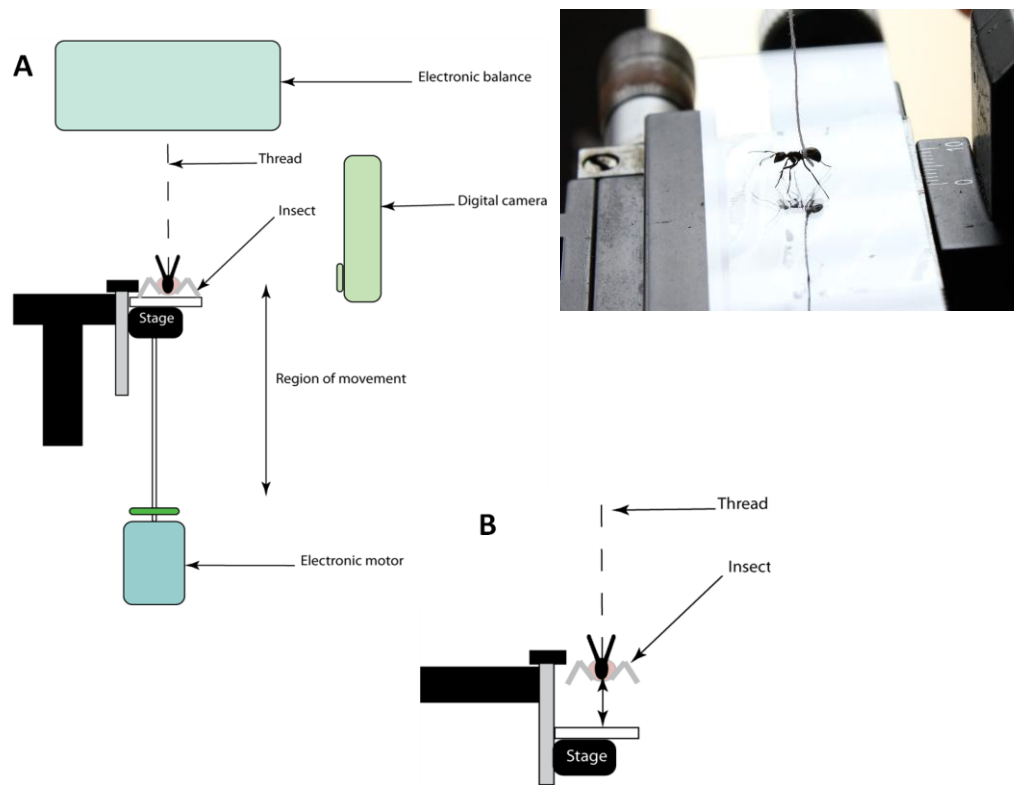 A
Electronic balance
Thread
Digital camera
Insect
Stage
Region of movement
Electronic motor
B
Thread
Insect
Stage